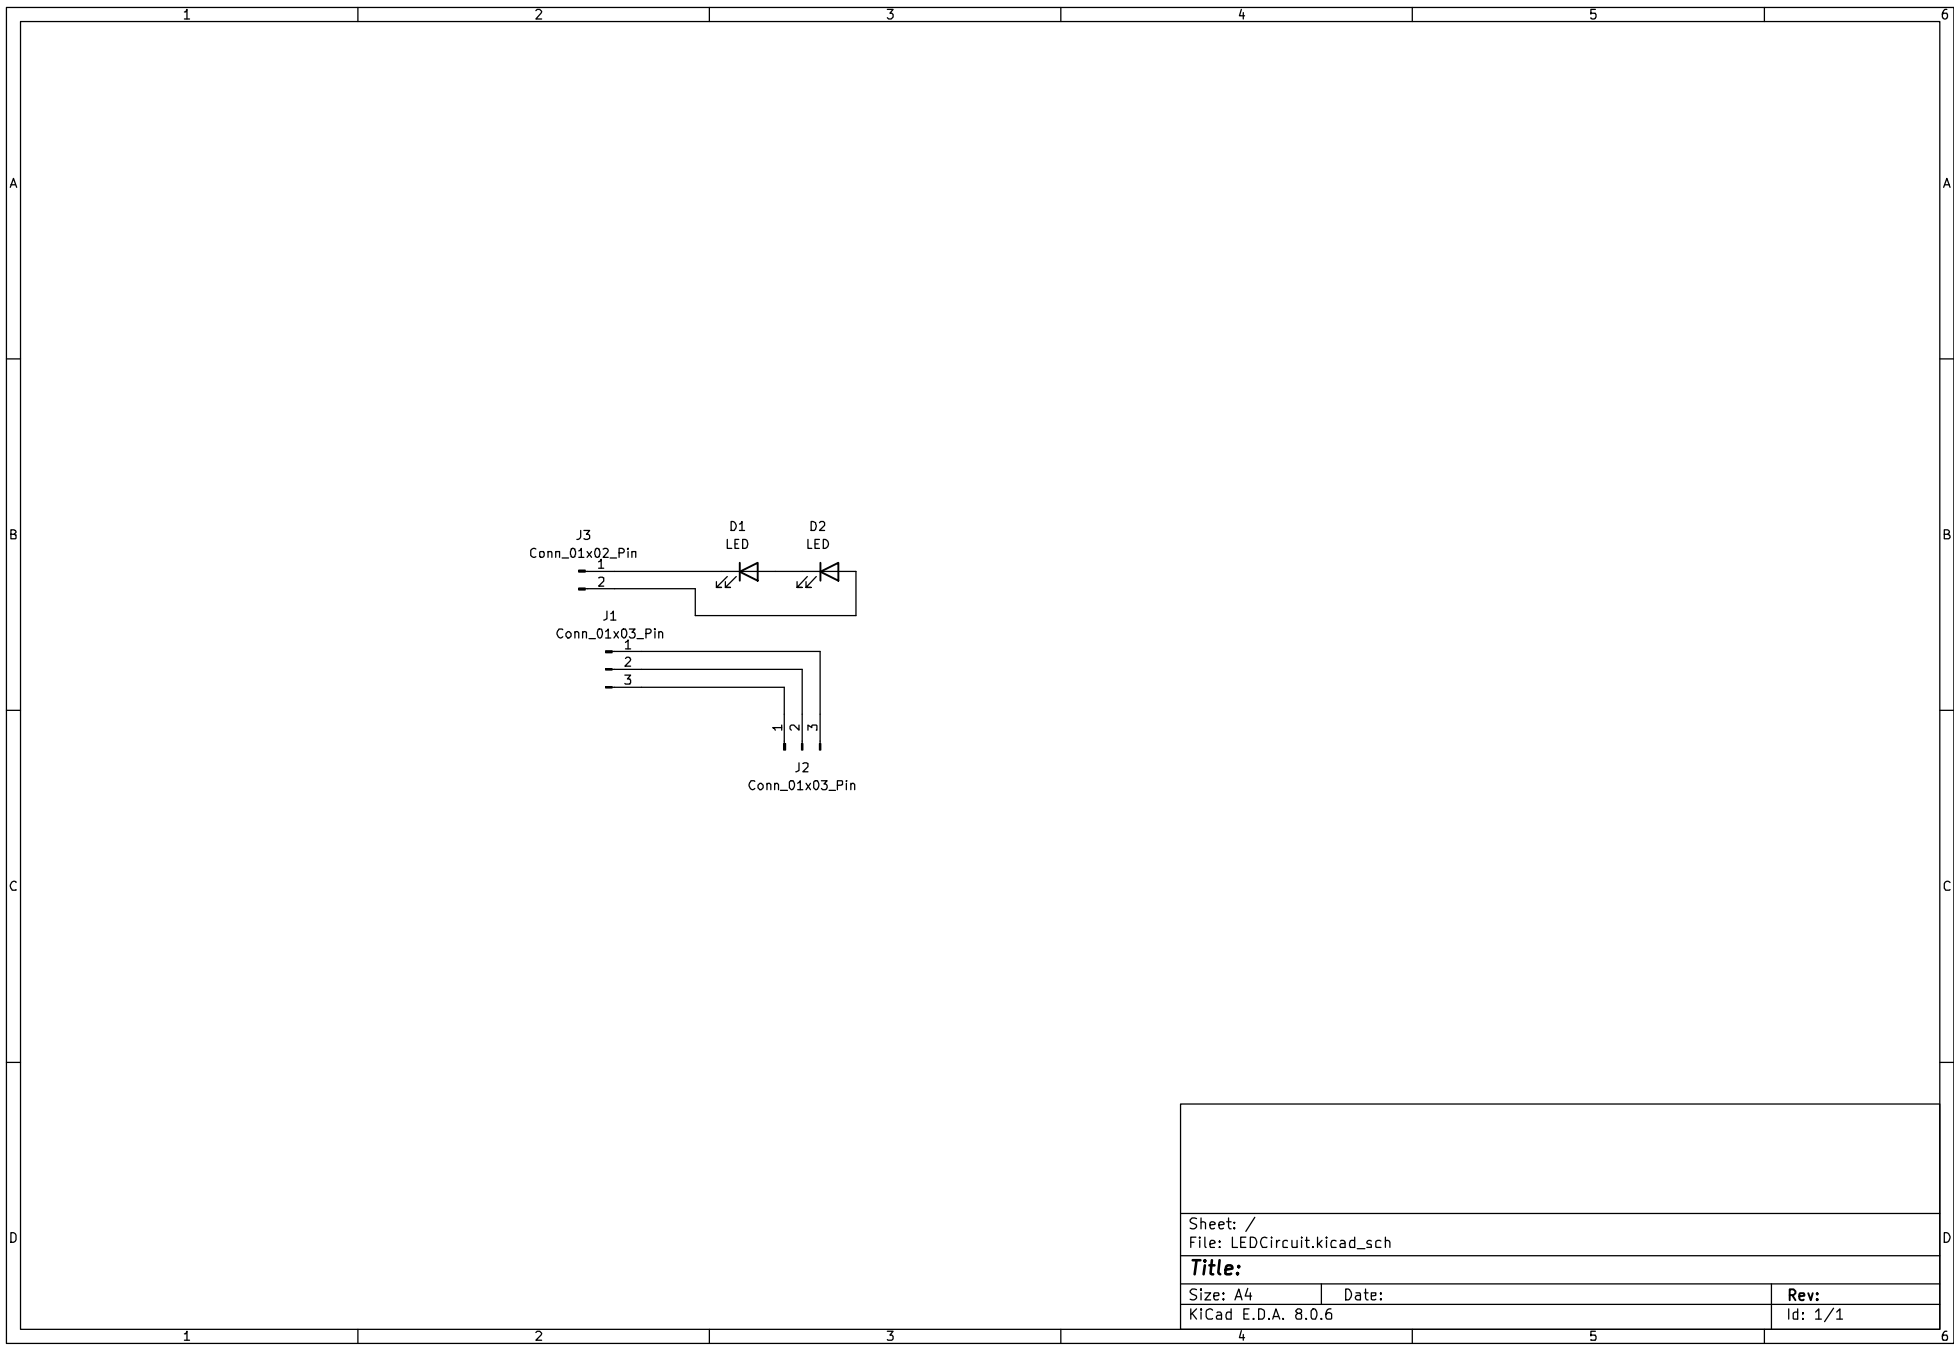 1 2 3 4 5 6
A A
B B
D1 D2
LED LED
J3
Conn_01x02_Pin
1
2
J1
Conn_01x03_Pin
1
2
3
1 2 3
J2
Conn_01x03_Pin
C C
D D
Sheet: /
File: LEDCircuit.kicad_sch
Title:
Size: A4 Date: Rev:
KiCad E.D.A. 8.0.6 Id: 1/1
1 2 3 4 5 6